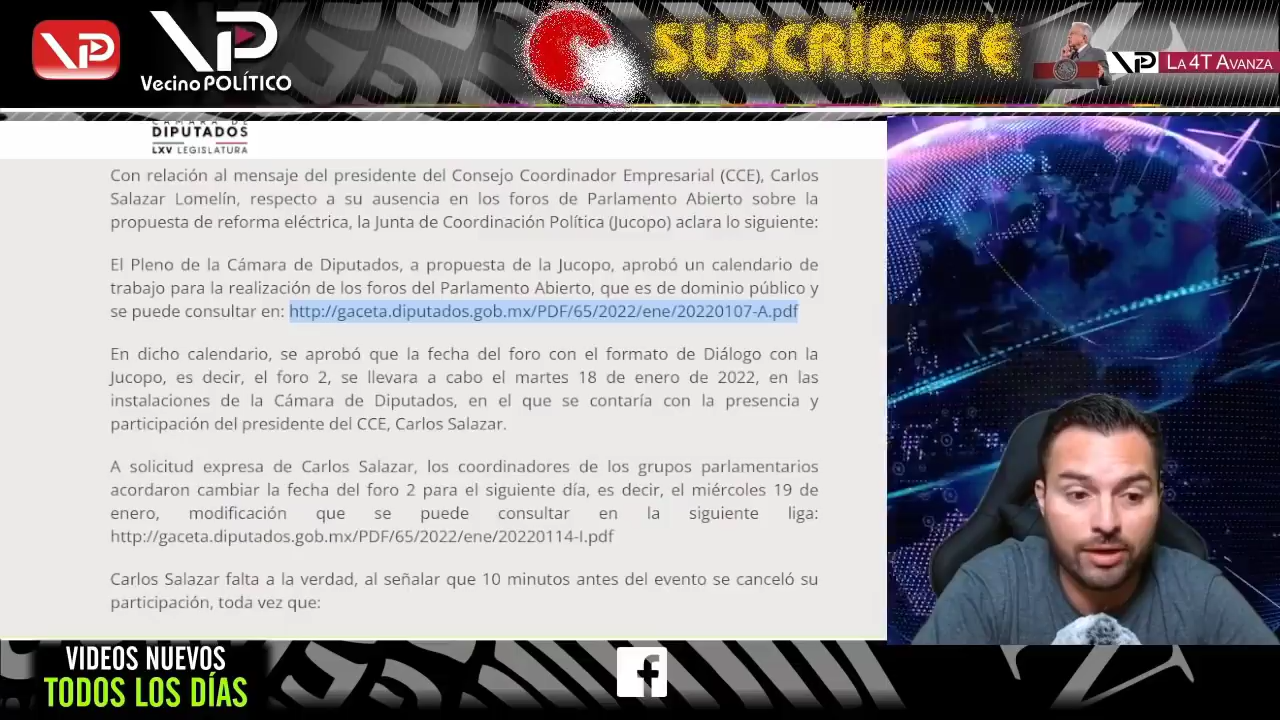 VP
VP
Vecino POLÍTICO
SUSCRÍBETE
VP LA 4T AVANZA
CÁMARA DE
DIPUTADOS
LXV LEGISLATURA
Con relación al mensaje del presidente del Consejo Coordinador Empresarial (CCE), Carlos
Salazar Lomelín, respecto a su ausencia en los foros de Parlamento Abierto sobre la
propuesta de reforma eléctrica, la Junta de Coordinación Política (Jucopo) aclara lo siguiente:
El Pleno de la Cámara de Diputados, a propuesta de la Jucopo, aprobó un calendario de
trabajo para la realización de los foros del Parlamento Abierto, que es de dominio público y
se puede consultar en: http://gaceta.diputados.gob.mx/PDF/65/2022/ene/20220107-A.pdf
En dicho calendario, se aprobó que la fecha del foro con el formato de Diálogo con la
Jucopo, es decir, el foro 2, se llevara a cabo el martes 18 de enero de 2022, en las
instalaciones de la Cámara de Diputados, en el que se contaría con la presencia y
participación del presidente del CCE, Carlos Salazar.
A solicitud expresa de Carlos Salazar, los coordinadores de los grupos parlamentarios
acordaron cambiar la fecha del foro 2 para el siguiente día, es decir, el miércoles 19 de
enero, modificación que se puede consultar en la siguiente liga:
http://gaceta.diputados.gob.mx/PDF/65/2022/ene/20220114-I.pdf
Carlos Salazar falta a la verdad, al señalar que 10 minutos antes del evento se canceló su
participación, toda vez que:
VIDEOS NUEVOS
TODOS LOS DÍAS